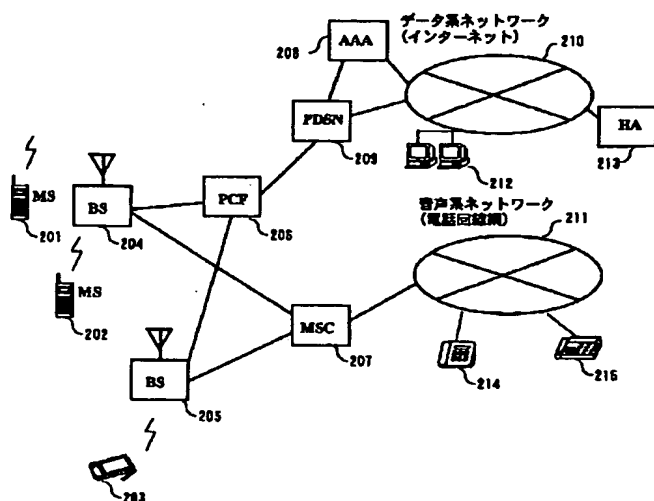 データ系ネットワーク
(インターネット)
210
208
AAA
PDSN
209
HA
213
212
MS
201
BS
204
PCF
206
音声系ネットワーク
(電話回線網)
211
MS
202
MSC
207
BS
205
214
215
203